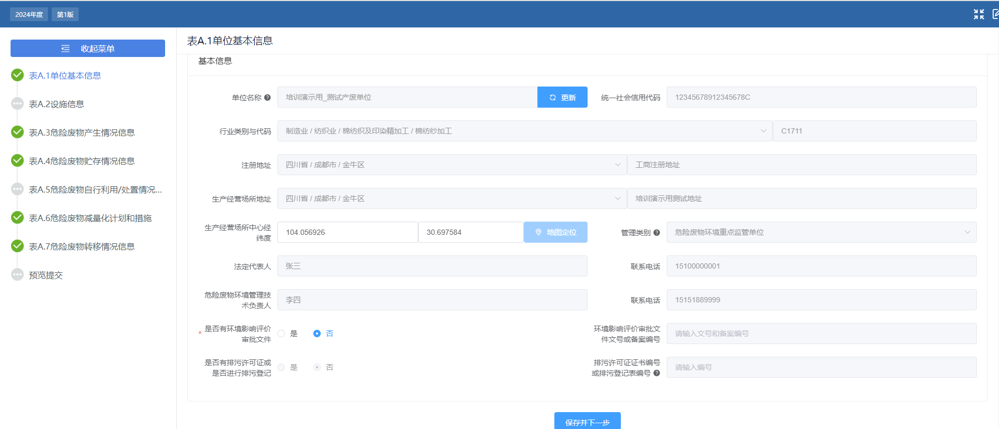 2024年度 第1版
收起菜单
表A.1单位基本信息
表A.2设施信息
表A.3危险废物产生情况信息
表A.4危险废物贮存情况信息
表A.5危险废物自行利用/处置情况...
表A.6危险废物减量化计划和措施
表A.7危险废物转移情况信息
预览提交
表A.1单位基本信息
基本信息
单位名称 培训演示用_测试产废单位 更新 统一社会信用代码 12345678912345678C
行业类别与代码 制造业 / 纺织业 / 棉纺织及印染精加工 / 棉纺纱加工 C1711
注册地址 四川省 / 成都市 / 金牛区 工商注册地址
生产经营场所地址 四川省 / 成都市 / 金牛区 培训演示用测试地址
生产经营场所中心经
纬度 104.056926 30.697584 地图定位 管理类别 危险废物环境重点监管单位
法定代表人 张三 联系电话 15100000001
危险废物环境管理技
术负责人 李四 联系电话 15151889999
* 是否有环境影响评价
审批文件 是 否
环境影响评价审批文
件文号或备案编号 请输入文号和备案编号
是否有排污许可证或
是否进行排污登记 是 否
排污许可证证书编号
或排污登记表编号 请输入编号
保存并下一步